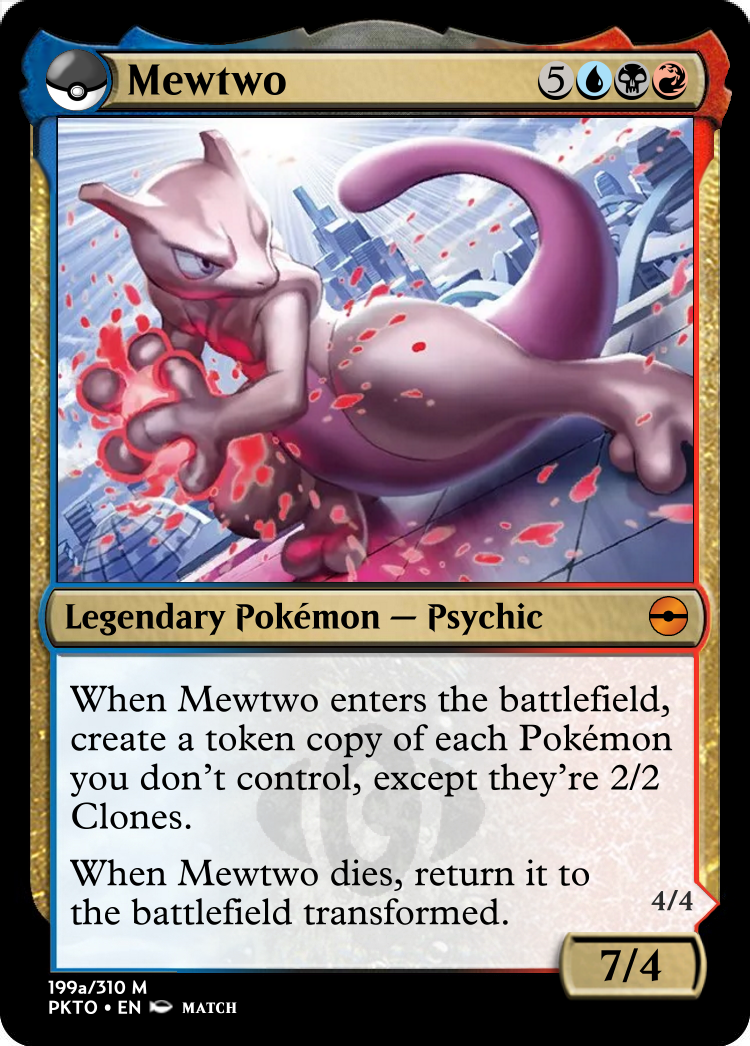 Mewtwo 5
Legendary Pokémon — Psychic
When Mewtwo enters the battlefield,
create a token copy of each Pokémon
you don’t control, except they’re 2/2
Clones.
When Mewtwo dies, return it to
the battlefield transformed.
4/4
7/4
199a/310 M
PKTO • EN MATCH